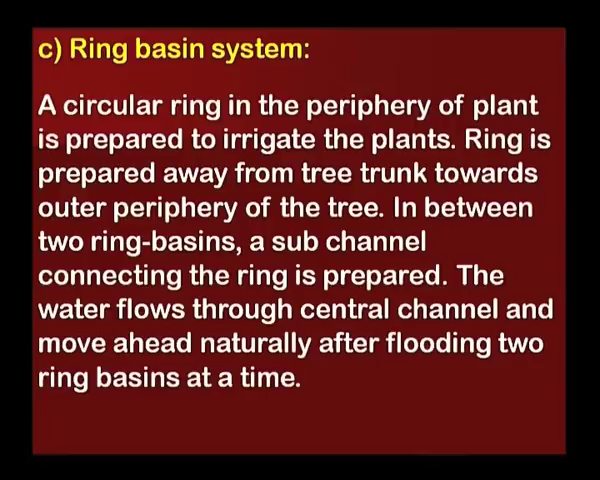 c) Ring basin system:
A circular ring in the periphery of plant
is prepared to irrigate the plants. Ring is
prepared away from tree trunk towards
outer periphery of the tree. In between
two ring-basins, a sub channel
connecting the ring is prepared. The
water flows through central channel and
move ahead naturally after flooding two
ring basins at a time.